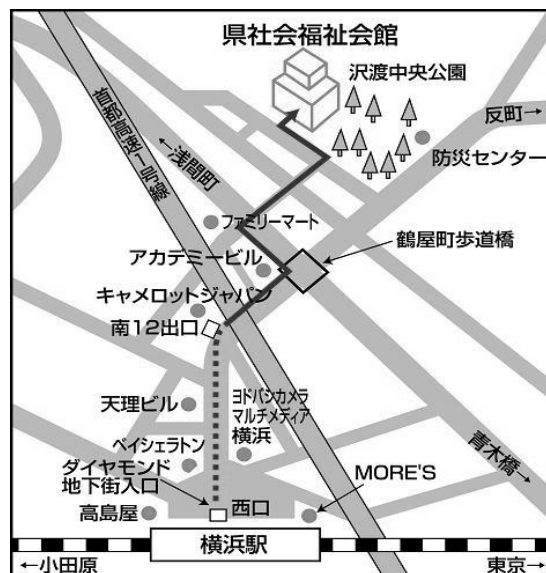 県社会福祉会館
沢渡中央公園
反町→
防災センター
首都高速1号線
←浅間町
ファミリーマート
鶴屋町歩道橋
アカデミービル
キャメロットジャパン
南12出口
天理ビル
ヨドバシカメラ
マルチメディア
横浜
ベイシェラトン
ダイヤモンド
地下街入口
青木橋→
MORE'S
高島屋
西口
横浜駅
←小田原
東京→